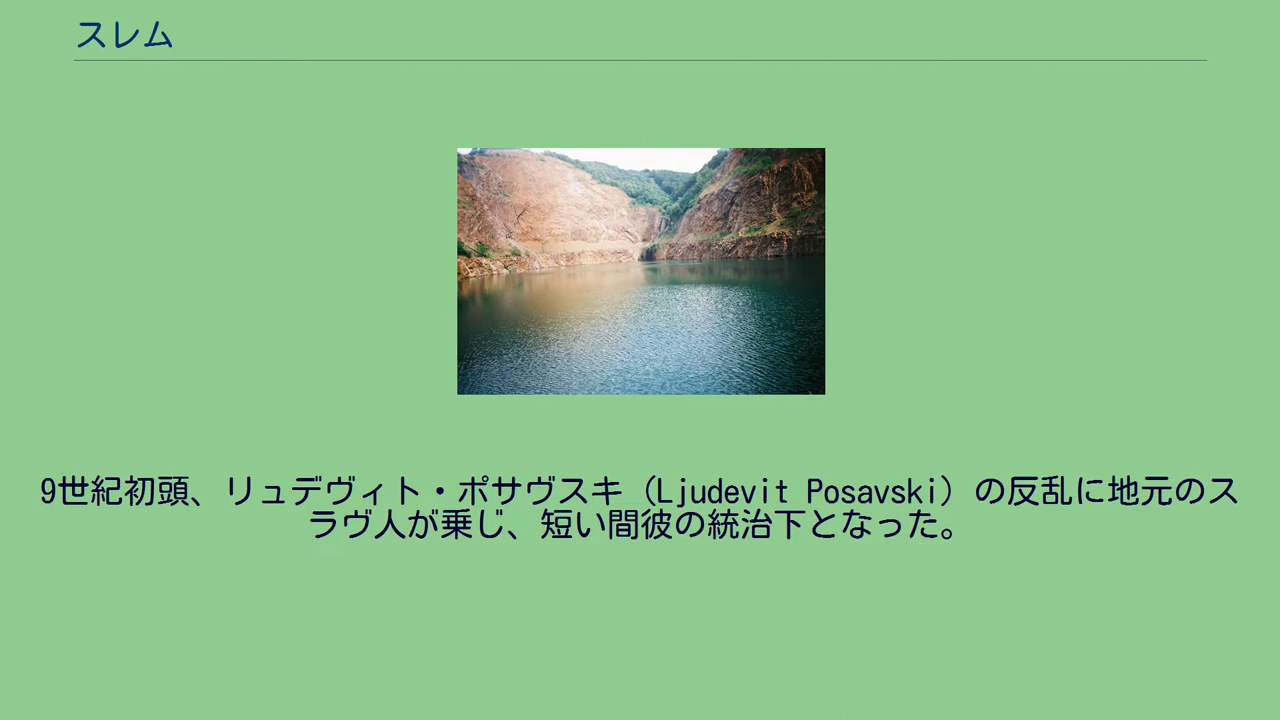 スレム
9世紀初頭、リュデヴィト・ポサヴスキ（Ljudevit Posavski）の反乱に地元のス
ラヴ人が乗じ、短い間彼の統治下となった。